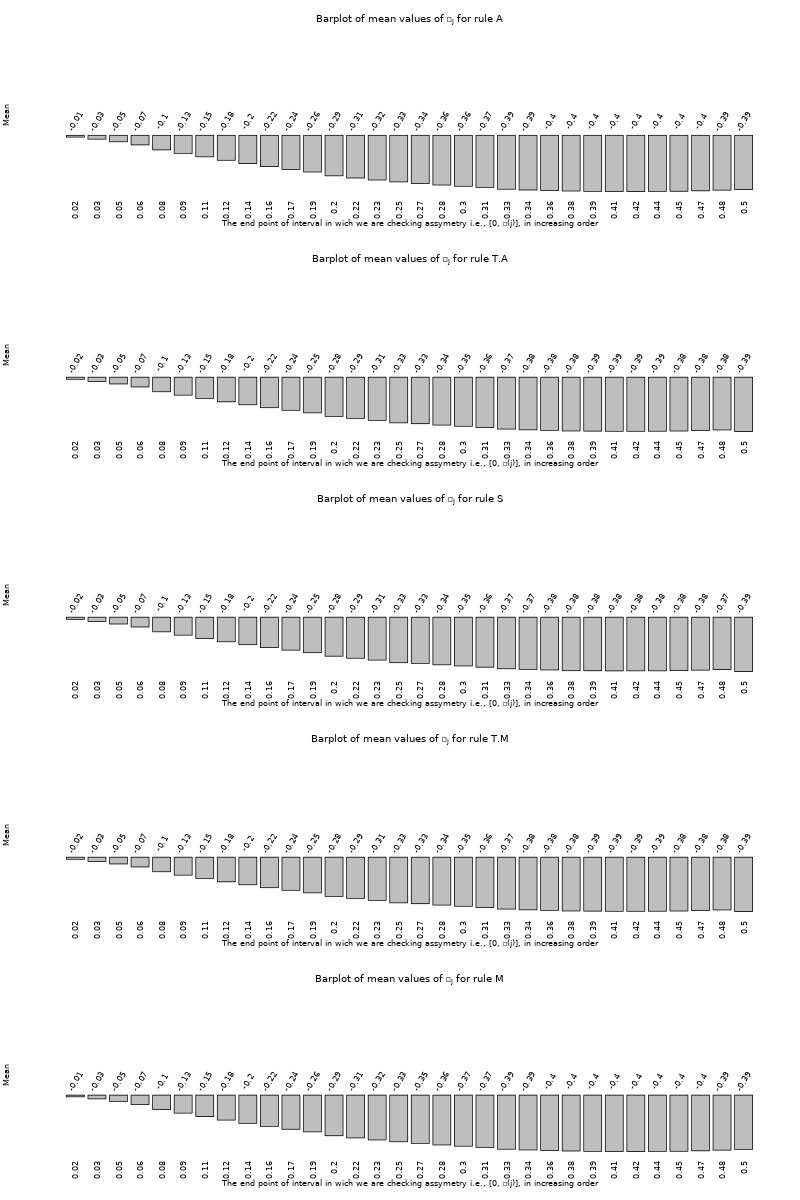 Barplot of mean values of □j for rule A
Mean
-0.01 -0.03 -0.05 -0.07 -0.1 -0.13 -0.15 -0.18 -0.2 -0.22 -0.24 -0.26 -0.29 -0.31 -0.32 -0.33 -0.34 -0.36 -0.36 -0.37 -0.39 -0.39 -0.4 -0.4 -0.4 -0.4 -0.4 -0.4 -0.4 -0.4 -0.39 -0.39
0.02 0.03 0.05 0.06 0.08 0.09 0.11 0.12 0.14 0.16 0.17 0.19 0.2 0.22 0.23 0.25 0.27 0.28 0.3 0.31 0.33 0.34 0.36 0.38 0.39 0.41 0.42 0.44 0.45 0.47 0.48 0.5
The end point of interval in wich we are checking assymetry i.e., [0, □(j)], in increasing order
Barplot of mean values of □j for rule T.A
Mean
-0.02 -0.03 -0.05 -0.07 -0.1 -0.13 -0.15 -0.18 -0.2 -0.22 -0.24 -0.25 -0.28 -0.29 -0.31 -0.33 -0.33 -0.34 -0.35 -0.36 -0.37 -0.38 -0.38 -0.38 -0.39 -0.39 -0.39 -0.39 -0.38 -0.38 -0.38 -0.39
0.02 0.03 0.05 0.06 0.08 0.09 0.11 0.12 0.14 0.16 0.17 0.19 0.2 0.22 0.23 0.25 0.27 0.28 0.3 0.31 0.33 0.34 0.36 0.38 0.39 0.41 0.42 0.44 0.45 0.47 0.48 0.5
The end point of interval in wich we are checking assymetry i.e., [0, □(j)], in increasing order
Barplot of mean values of □j for rule S
Mean
-0.02 -0.03 -0.05 -0.07 -0.1 -0.13 -0.15 -0.18 -0.2 -0.22 -0.24 -0.25 -0.28 -0.29 -0.31 -0.33 -0.33 -0.34 -0.35 -0.36 -0.37 -0.37 -0.38 -0.38 -0.38 -0.38 -0.38 -0.38 -0.38 -0.38 -0.37 -0.39
0.02 0.03 0.05 0.06 0.08 0.09 0.11 0.12 0.14 0.16 0.17 0.19 0.2 0.22 0.23 0.25 0.27 0.28 0.3 0.31 0.33 0.34 0.36 0.38 0.39 0.41 0.42 0.44 0.45 0.47 0.48 0.5
The end point of interval in wich we are checking assymetry i.e., [0, □(j)], in increasing order
Barplot of mean values of □j for rule T.M
Mean
-0.02 -0.03 -0.05 -0.07 -0.1 -0.13 -0.15 -0.18 -0.2 -0.22 -0.24 -0.25 -0.28 -0.29 -0.31 -0.33 -0.33 -0.34 -0.35 -0.36 -0.37 -0.38 -0.38 -0.38 -0.39 -0.39 -0.39 -0.39 -0.38 -0.38 -0.38 -0.39
0.02 0.03 0.05 0.06 0.08 0.09 0.11 0.12 0.14 0.16 0.17 0.19 0.2 0.22 0.23 0.25 0.27 0.28 0.3 0.31 0.33 0.34 0.36 0.38 0.39 0.41 0.42 0.44 0.45 0.47 0.48 0.5
The end point of interval in wich we are checking assymetry i.e., [0, □(j)], in increasing order
Barplot of mean values of □j for rule M
Mean
-0.01 -0.03 -0.05 -0.07 -0.1 -0.13 -0.15 -0.18 -0.2 -0.22 -0.24 -0.26 -0.29 -0.31 -0.32 -0.33 -0.35 -0.36 -0.37 -0.37 -0.39 -0.39 -0.4 -0.4 -0.4 -0.4 -0.4 -0.4 -0.4 -0.4 -0.39 -0.39
0.02 0.03 0.05 0.06 0.08 0.09 0.11 0.12 0.14 0.16 0.17 0.19 0.2 0.22 0.23 0.25 0.27 0.28 0.3 0.31 0.33 0.34 0.36 0.38 0.39 0.41 0.42 0.44 0.45 0.47 0.48 0.5
The end point of interval in wich we are checking assymetry i.e., [0, □(j)], in increasing order